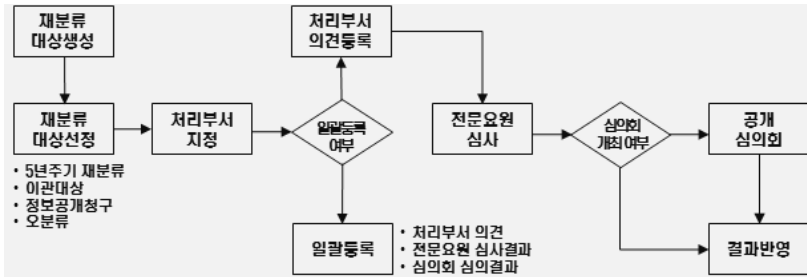 재분류
대상생성
재분류
대상선정
• 5년주기 재분류
• 이관대상
• 정보공개청구
• 오분류
처리부서
지정
일괄등록
여부
처리부서
의견등록
일괄등록
• 처리부서 의견
• 전문요원 심사결과
• 심의회 심의결과
전문요원
심사
심의회
개최 여부
공개
심의회
결과반영